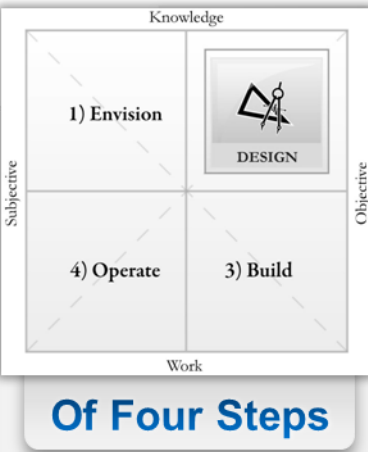 Knowledge
1) Envision
DESIGN
Subjective
Objective
4) Operate
3) Build
Work
Of Four Steps